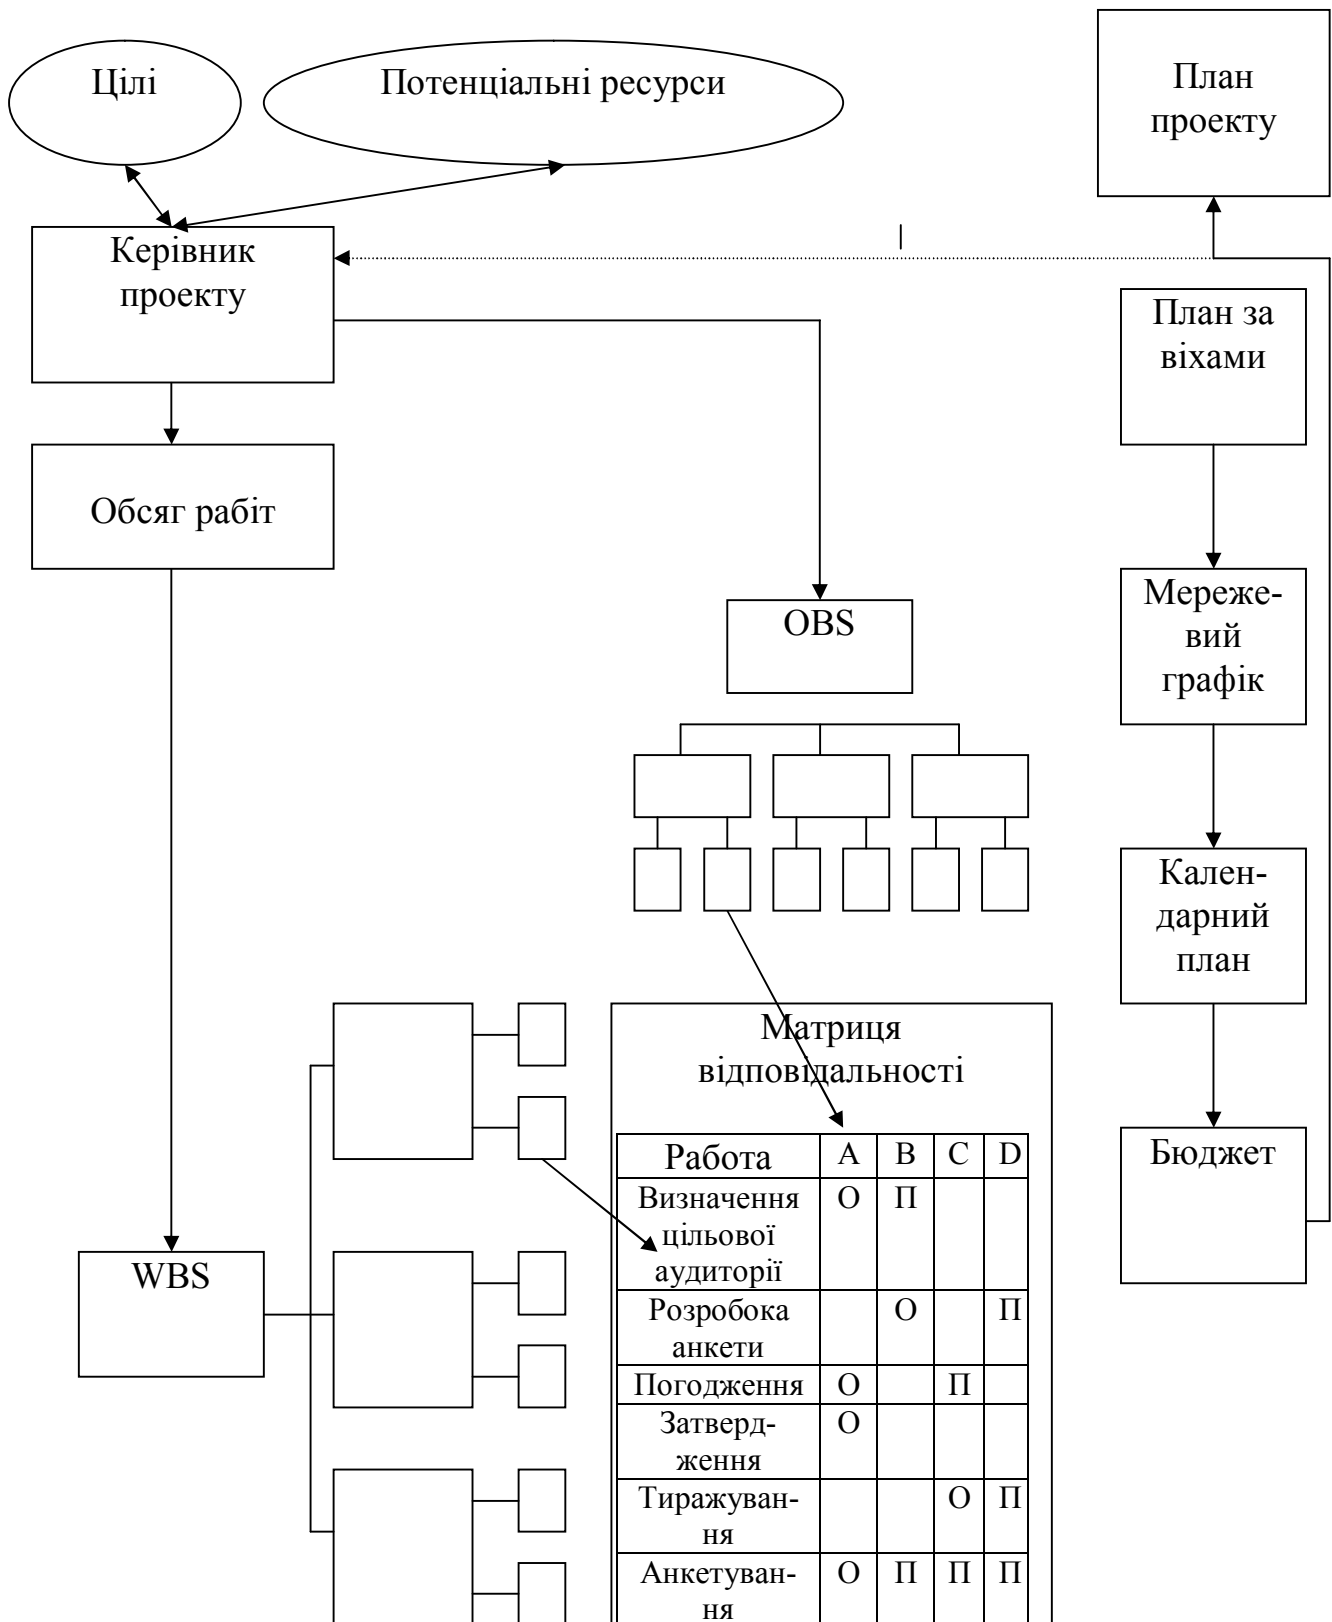 Цілі
Потенціальні ресурси
План
проекту
Керівник
проекту
План за
віхами
Обсяг рабіт
Мереже-
вий
графік
OBS
Кален-
дарний
план
Матриця
відповідальності
Бюджет
WBS
Работа A B C D
Визначення О П
цільової
аудиторії
Розробока О П
анкети
Погодження О П
Затверд- О
ження
Тиражуван- О П
ня
Анкетуван- О П П П
ня